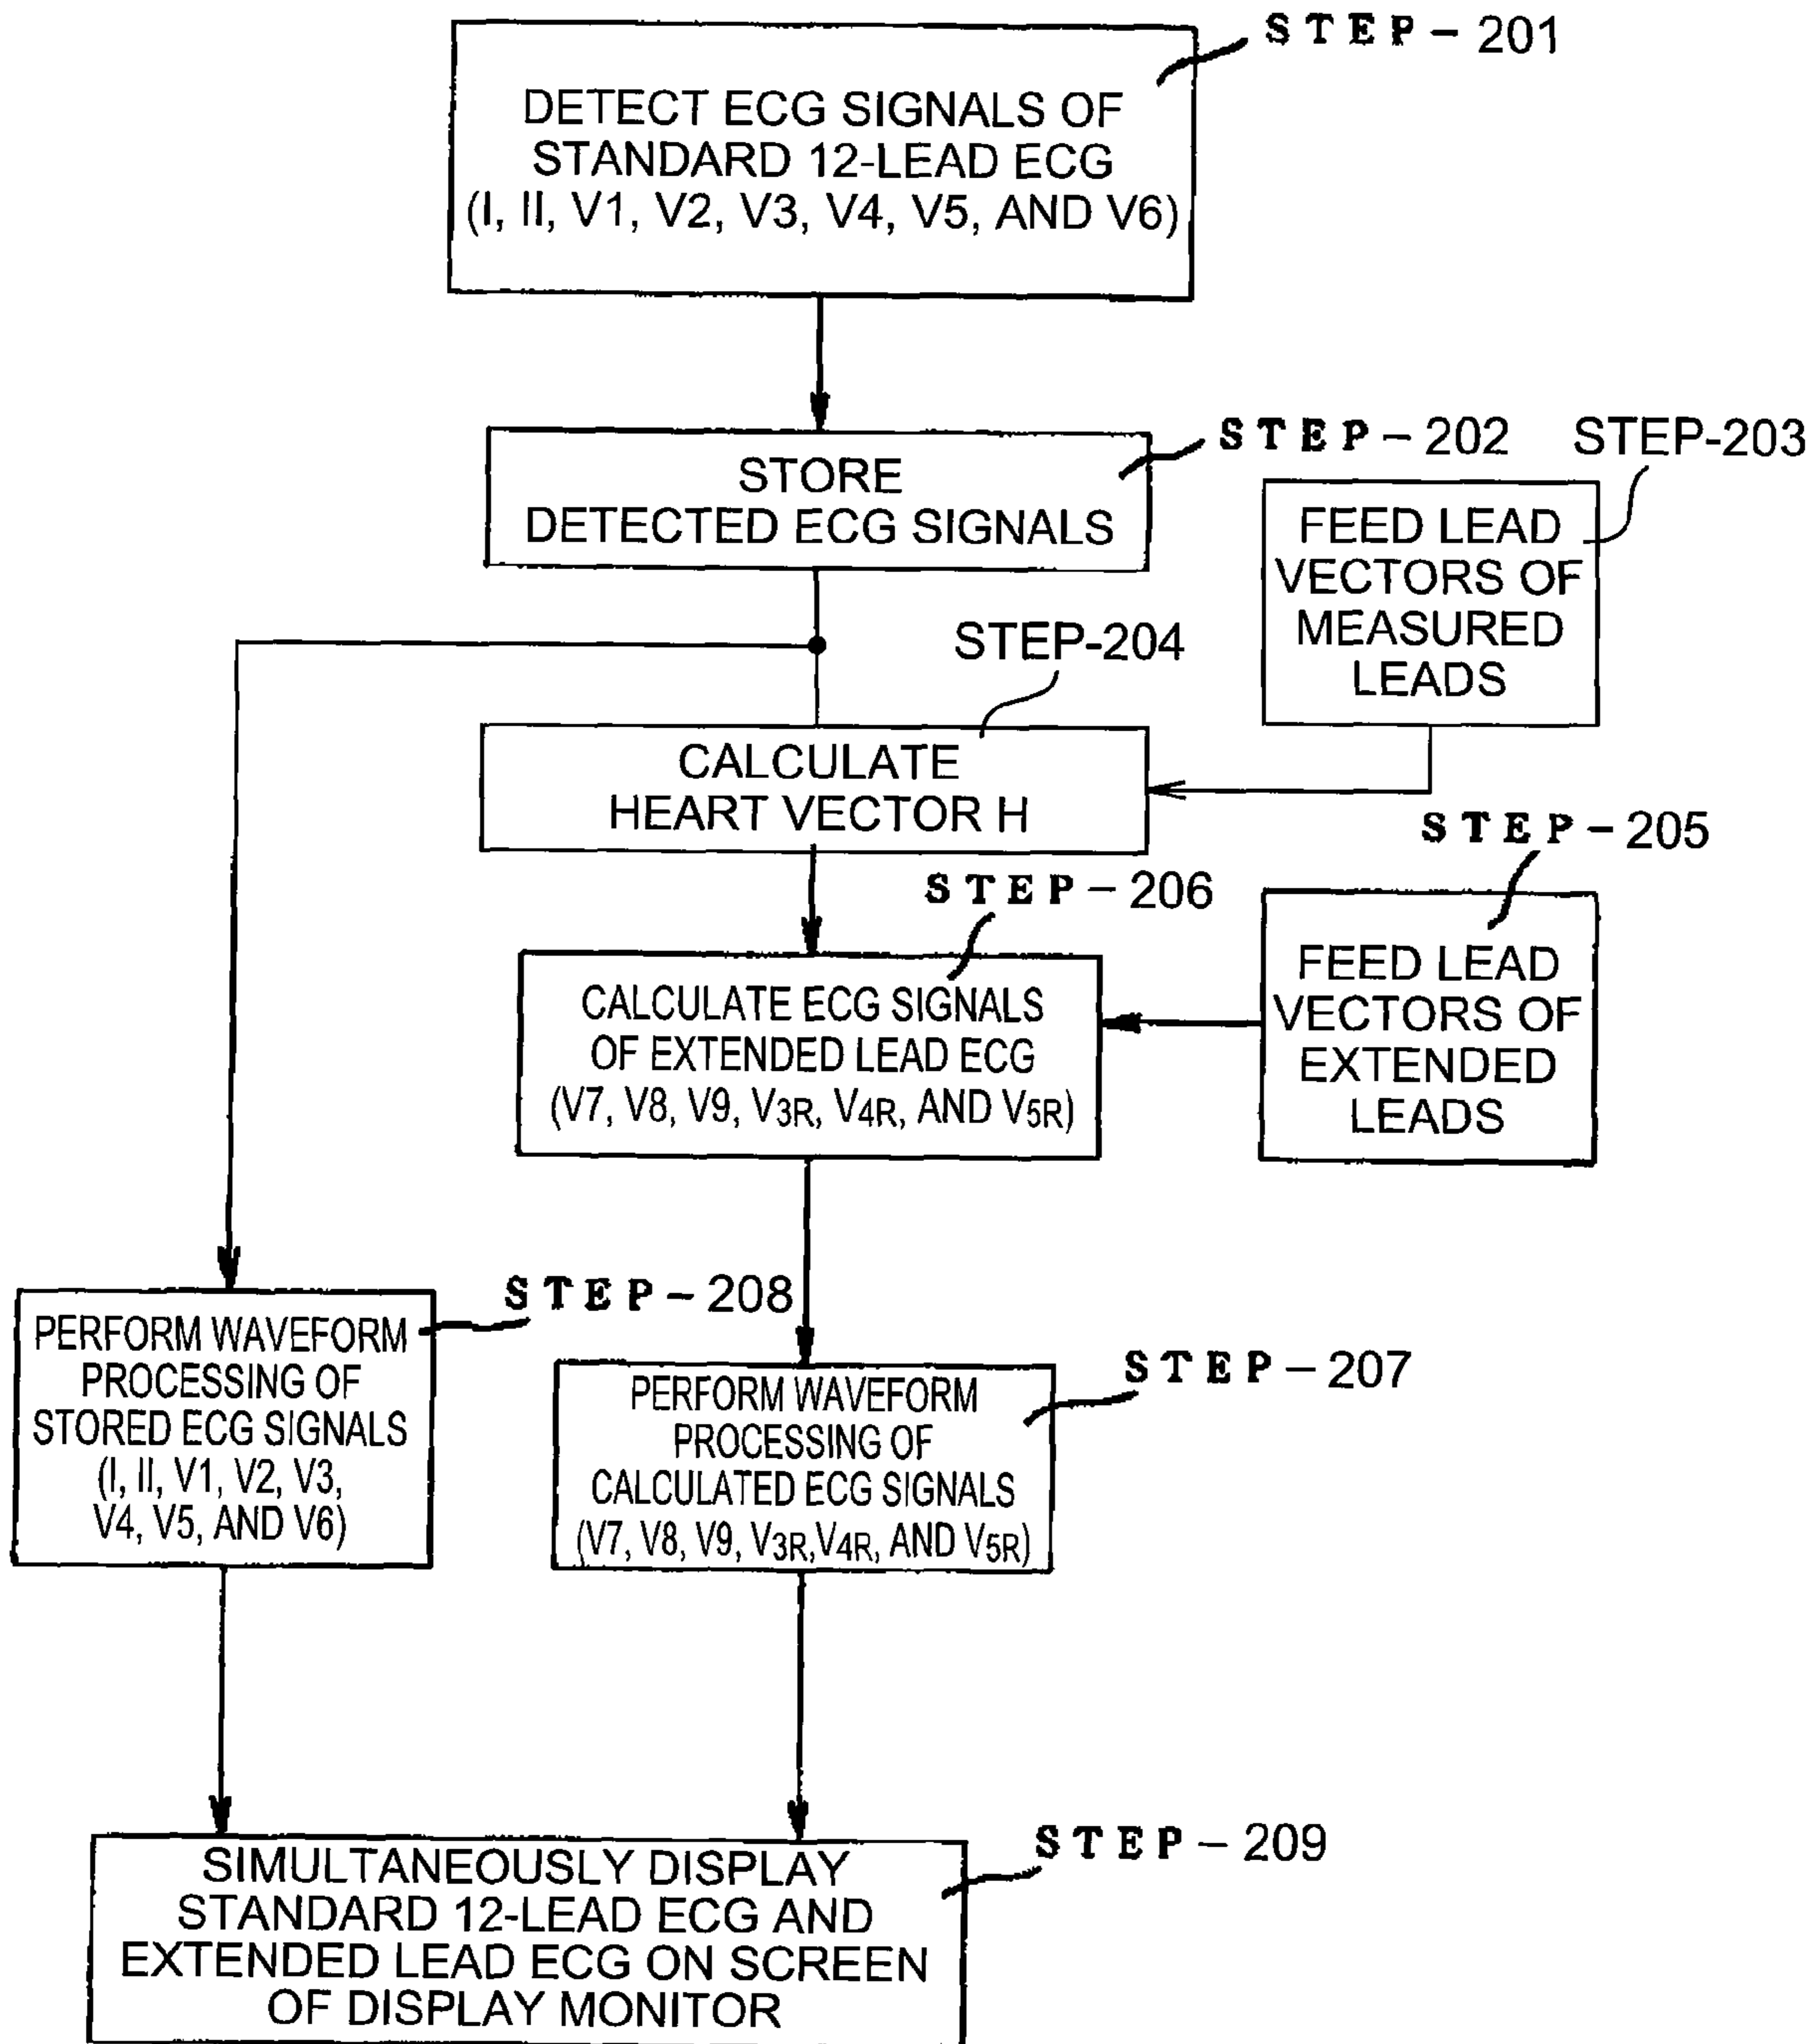 STEP-201
DETECT ECG SIGNALS OF
STANDARD 12-LEAD ECG
(I, II, V1, V2, V3, V4, V5, AND V6)
STEP-202
STORE
DETECTED ECG SIGNALS
STEP-203
FEED LEAD
VECTORS OF
MEASURED
LEADS
STEP-204
CALCULATE
HEART VECTOR H
STEP-205
FEED LEAD
VECTORS OF
EXTENDED
LEADS
STEP-206
CALCULATE ECG SIGNALS
OF EXTENDED LEAD ECG
(V7, V8, V9, V3R, V4R, AND V5R)
STEP-208
PERFORM WAVEFORM
PROCESSING OF
STORED ECG SIGNALS
(I, II, V1, V2, V3,
V4, V5, AND V6)
STEP-207
PERFORM WAVEFORM
PROCESSING OF
CALCULATED ECG SIGNALS
(V7, V8, V9, V3R,V4R, AND V5R)
STEP-209
SIMULTANEOUSLY DISPLAY
STANDARD 12-LEAD ECG AND
EXTENDED LEAD ECG ON SCREEN
OF DISPLAY MONITOR